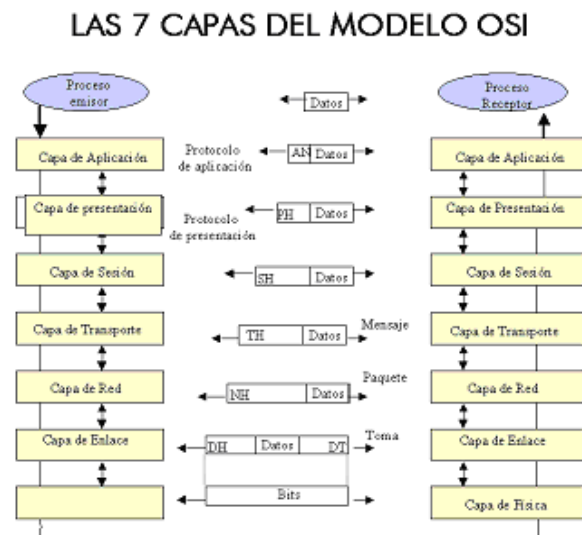 LAS 7 CAPAS DEL MODELO OSI
Proceso
emisor
Datos
Proceso
Receptor
Capa de Aplicación
Protocolo
de aplicación
AN Datos
Capa de Aplicación
Capa de presentación
Protocolo
de presentación
PH Datos
Capa de Presentación
Capa de Sesión
SH Datos
Capa de Sesión
Capa de Transporte
TH Datos
Mensaje
Capa de Transporte
Capa de Red
NH Datos
Paquete
Capa de Red
Capa de Enlace
DH Datos DT
Toma
Capa de Enlace
Bits
Capa de Fisica